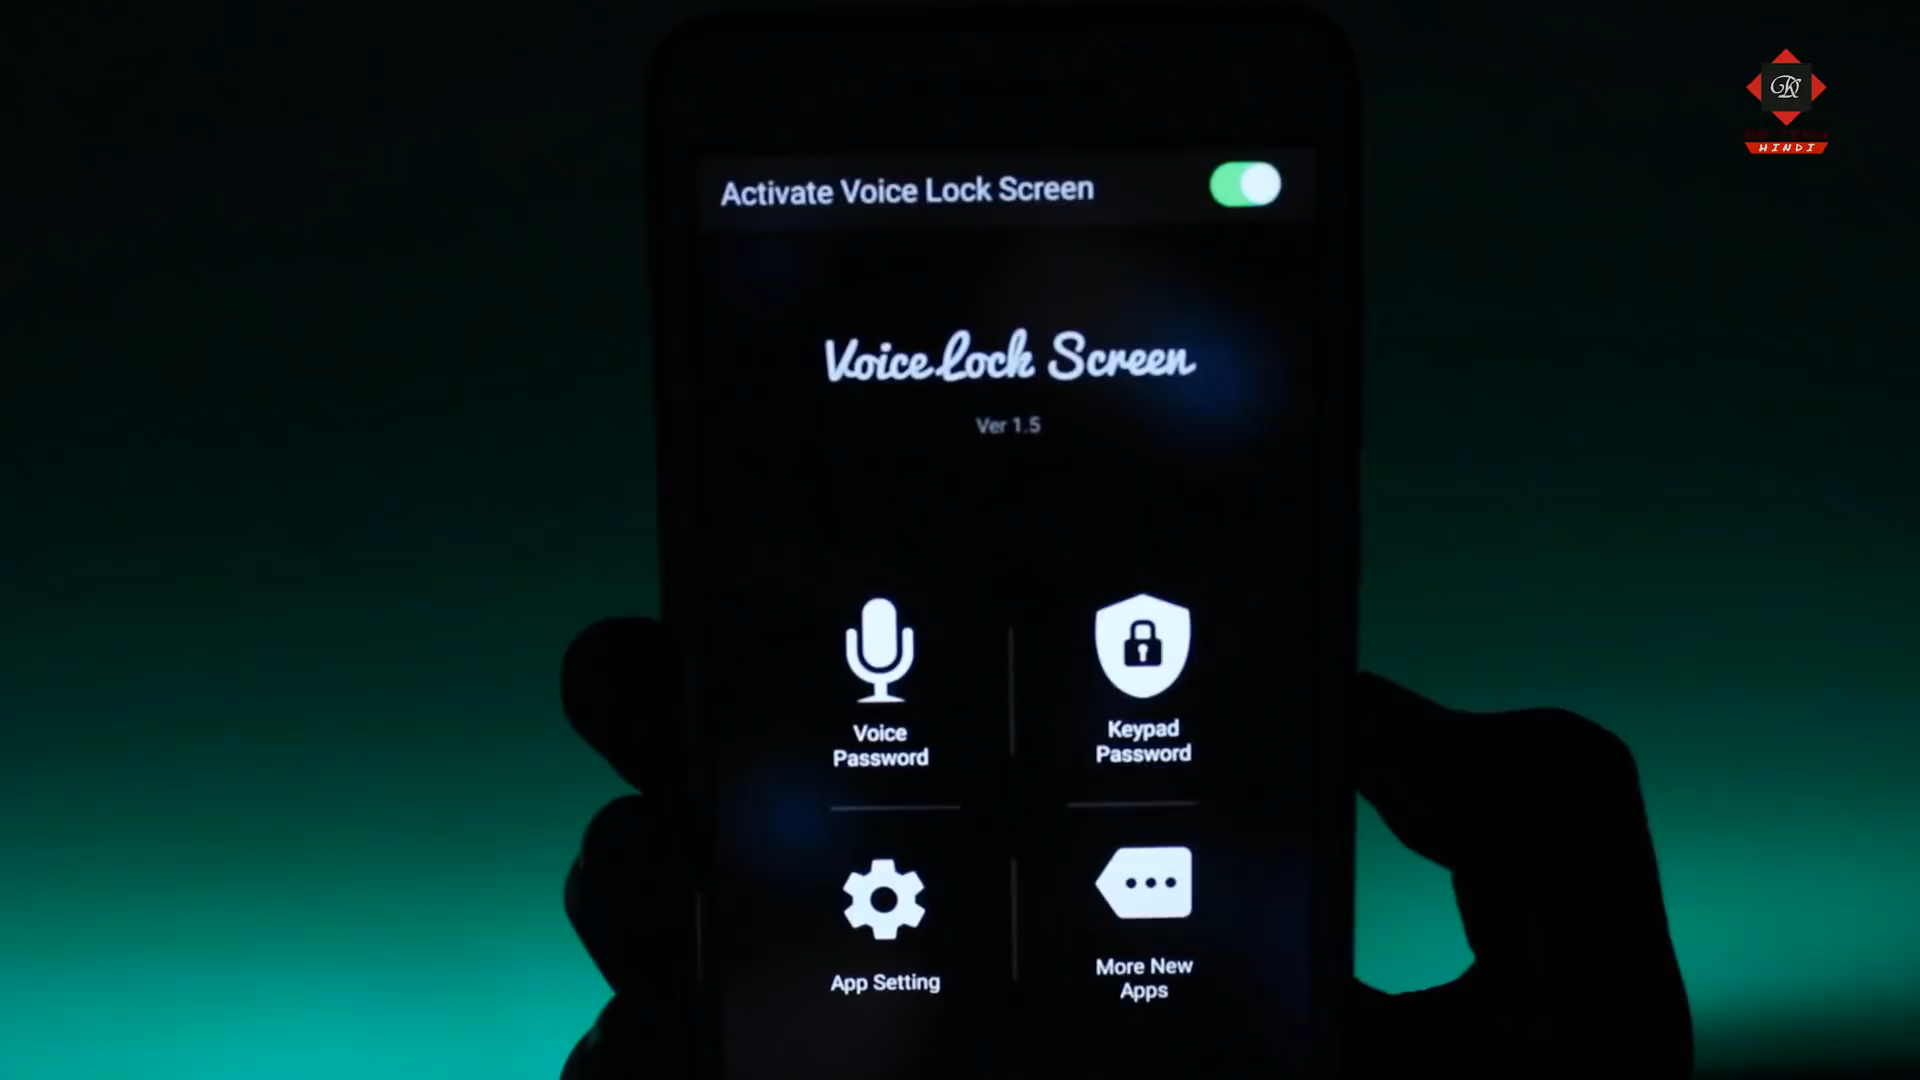 Activate Voice Lock Screen
Voice Lock Screen
Ver 1.5
Voice
Password
Keypad
Password
App Setting
More New
Apps
DK
HINDI